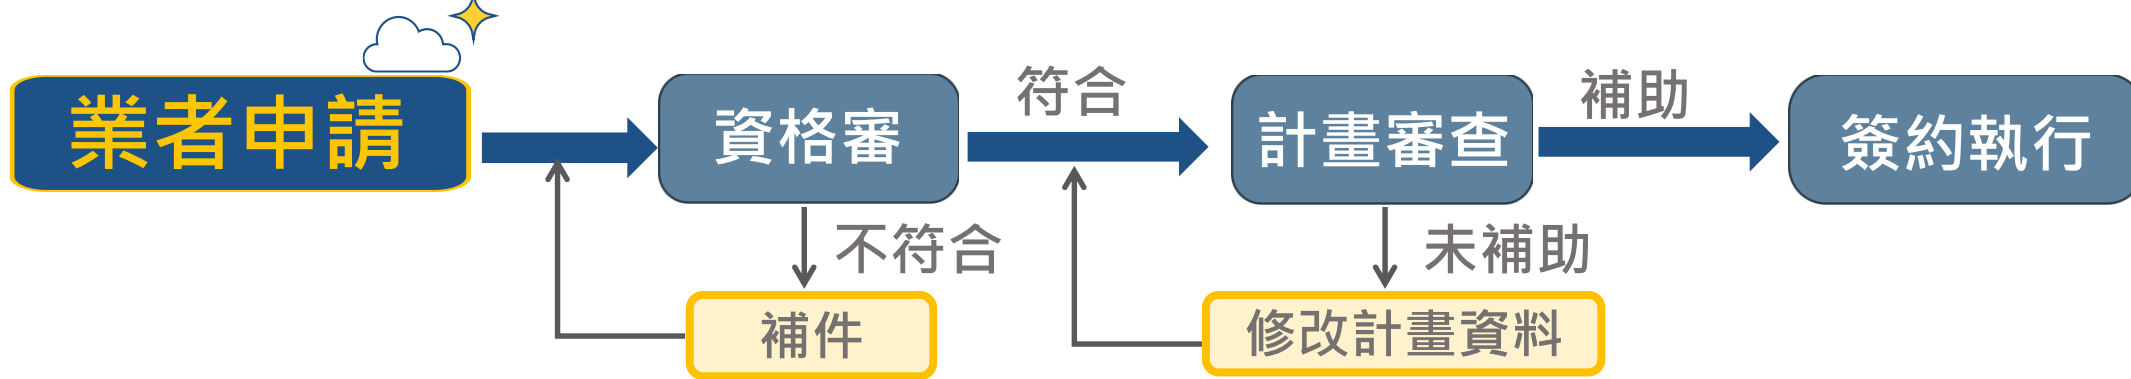 業者申請
資格審
符合
計畫審查
補助
簽約執行
不符合
未補助
補件
修改計畫資料